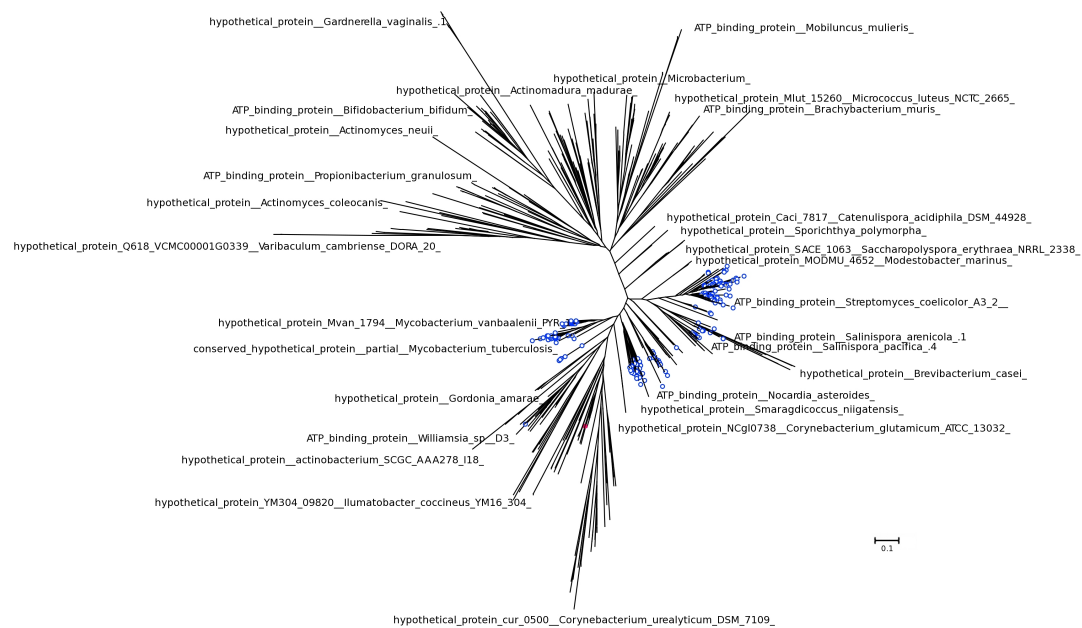 hypothetical_protein__Gardnerella_vaginalis_.1
ATP_binding_protein__Mobiluncus_mulieris_
hypothetical_protein__Microbacterium_
hypothetical_protein__Actinomadura_madurae_
hypothetical_protein_Mlut_15260__Micrococcus_luteus_NCTC_2665_
ATP_binding_protein__Bifidobacterium_bifidum_
ATP_binding_protein__Brachybacterium_muris_
hypothetical_protein__Actinomyces_neuii_
ATP_binding_protein__Propionibacterium_granulosum_
hypothetical_protein__Actinomyces_coleocanis_
hypothetical_protein_Caci_7817__Catenulispora_acidiphila_DSM_44928_
hypothetical_protein__Sporichthya_polymorpha_
hypothetical_protein_Q618_VCMC00001G0339__Varibaculum_cambriense_DORA_20_
hypothetical_protein_SACE_1063__Saccharopolyspora_erythraea_NRRL_2338_
hypothetical_protein_MODMU_4652__Modestobacter_marinus_
ATP_binding_protein__Streptomyces_coelicolor_A3_2__
hypothetical_protein_Mvan_1794__Mycobacterium_vanbaalenii_PYR_1_
ATP_binding_protein__Salinispora_arenicola_.1
ATP_binding_protein__Salinispora_pacifica_.4
conserved_hypothetical_protein__partial__Mycobacterium_tuberculosis_
hypothetical_protein__Brevibacterium_casei_
ATP_binding_protein__Nocardia_asteroides_
hypothetical_protein__Gordonia_amarae_
hypothetical_protein__Smaragdicoccus_niigatensis_
hypothetical_protein_NCgl0738__Corynebacterium_glutamicum_ATCC_13032_
ATP_binding_protein__Williamsia_sp__D3_
hypothetical_protein__actinobacterium_SCGC_AAA278_I18_
hypothetical_protein_YM304_09820__Ilumatobacter_coccineus_YM16_304_
0.1
hypothetical_protein_cur_0500__Corynebacterium_urealyticum_DSM_7109_